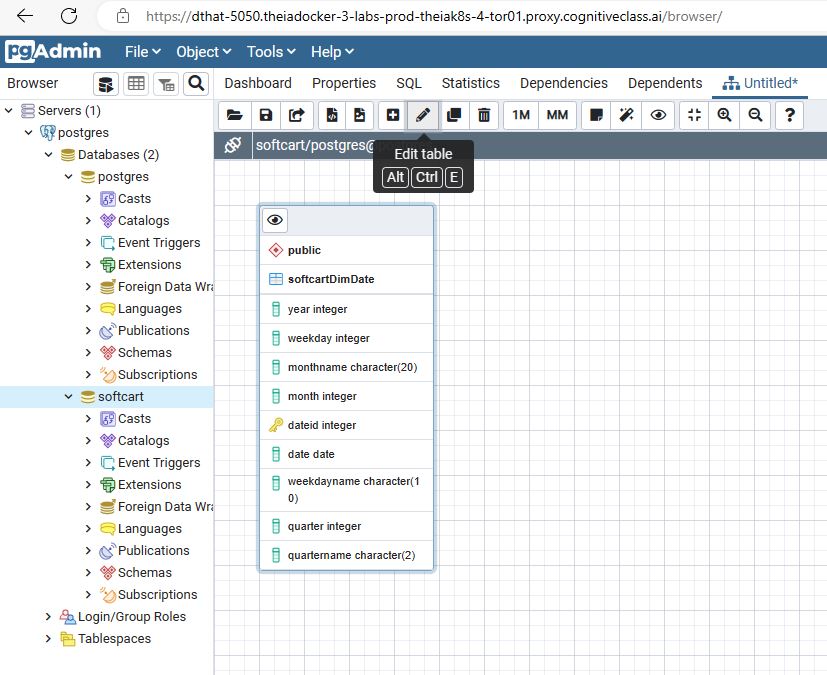 https://dthat-5050.theiadocker-3-labs-prod-theiak8s-4-tor01.proxy.cognitiveclass.ai/browser/
pgAdmin File Object Tools Help
Browser
Dashboard Properties SQL Statistics Dependencies Dependents Untitled*
1M MM ?
softcart/postgres@
Edit table
Alt Ctrl E
Servers (1)
postgres
Databases (2)
postgres
Casts
Catalogs
Event Triggers
Extensions
Foreign Data Wra
Languages
Publications
Schemas
Subscriptions
softcart
Casts
Catalogs
Event Triggers
Extensions
Foreign Data Wra
Languages
Publications
Schemas
Subscriptions
Login/Group Roles
Tablespaces
public
softcartDimDate
year integer
weekday integer
monthname character(20)
month integer
dateid integer
date date
weekdayname character(1
0)
quarter integer
quartername character(2)